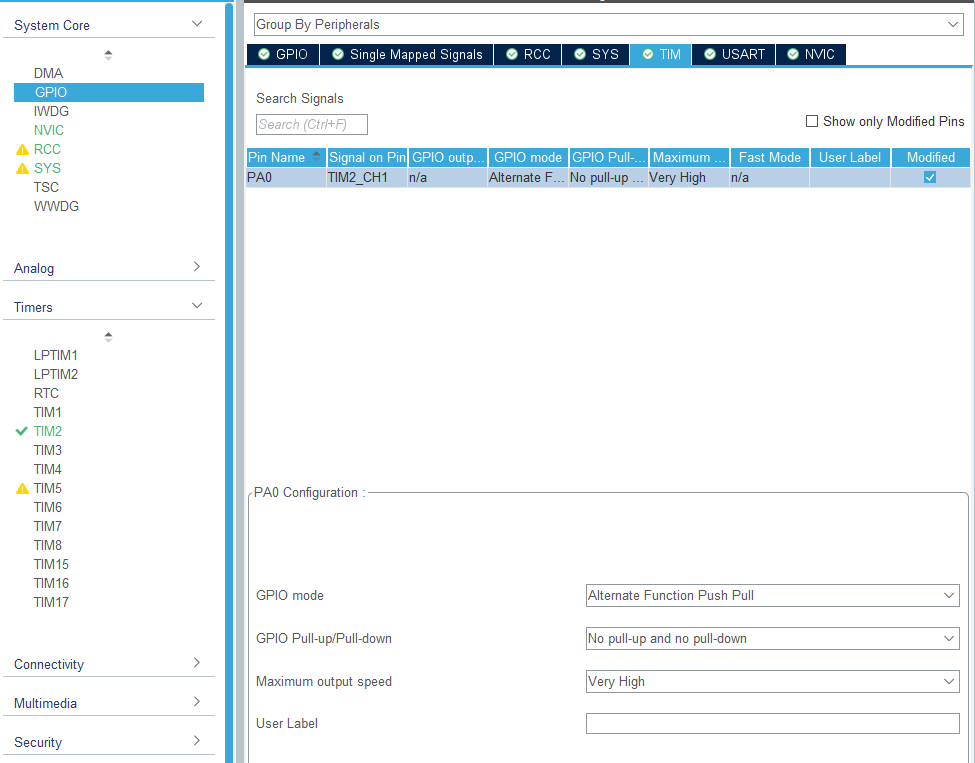 System Core
DMA
GPIO
IWDG
NVIC
RCC
SYS
TSC
WWDG
Analog
Timers
LPTIM1
LPTIM2
RTC
TIM1
TIM2
TIM3
TIM4
TIM5
TIM6
TIM7
TIM8
TIM15
TIM16
TIM17
Connectivity
Multimedia
Security
Group By Peripherals
GPIO Single Mapped Signals RCC SYS TIM USART NVIC
Search Signals
Search (Ctrl+F)
Show only Modified Pins
Pin Name Signal on Pin GPIO outp... GPIO mode GPIO Pull-... Maximum ... Fast Mode User Label Modified
PA0 TIM2_CH1 n/a Alternate F... No pull-up ... Very High n/a
PA0 Configuration :
GPIO mode Alternate Function Push Pull
GPIO Pull-up/Pull-down No pull-up and no pull-down
Maximum output speed Very High
User Label